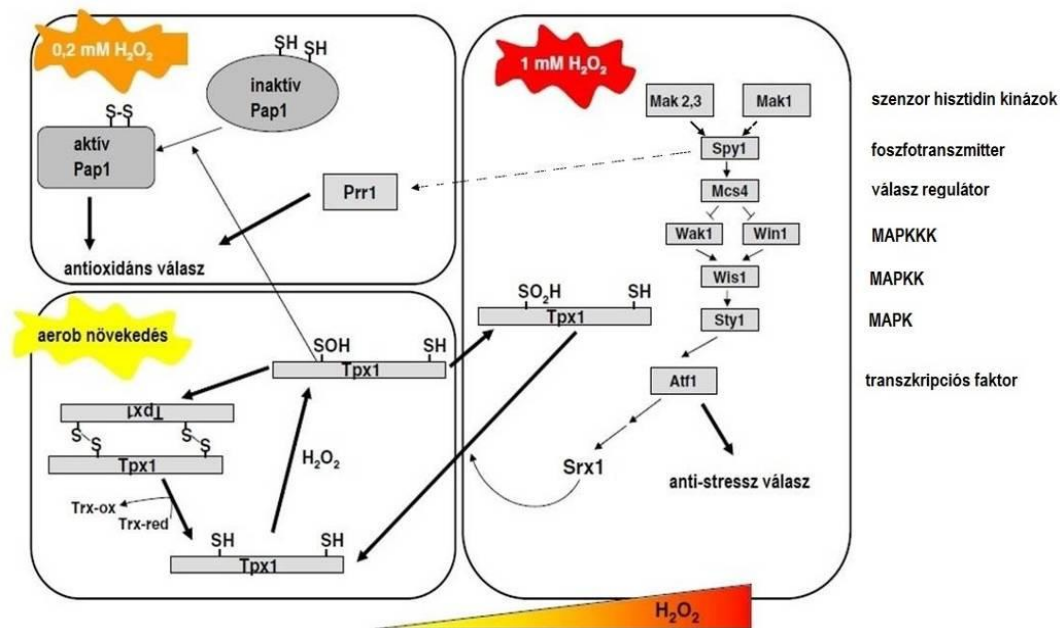 0,2 mM H₂O₂
SH
SH
inaktív
Pap1
S-S
aktív
Pap1
Prr1
antioxidáns válasz
1 mM H₂O₂
Mak 2,3
Mak1
szenzor hisztidin kinázok
Spy1
foszfotranszmitter
Mcs4
válasz regulátor
Wak1
Win1
MAPKKK
Wis1
MAPKK
Sty1
MAPK
Atf1
transzkripciós faktor
Srx1
anti-stressz válasz
SO₂H
SH
Tpx1
aerob növekedés
SOH
SH
Tpx1
Tpx1
S
S
S
S
Tpx1
H₂O₂
Trx-ox
Trx-red
SH
SH
Tpx1
H₂O₂